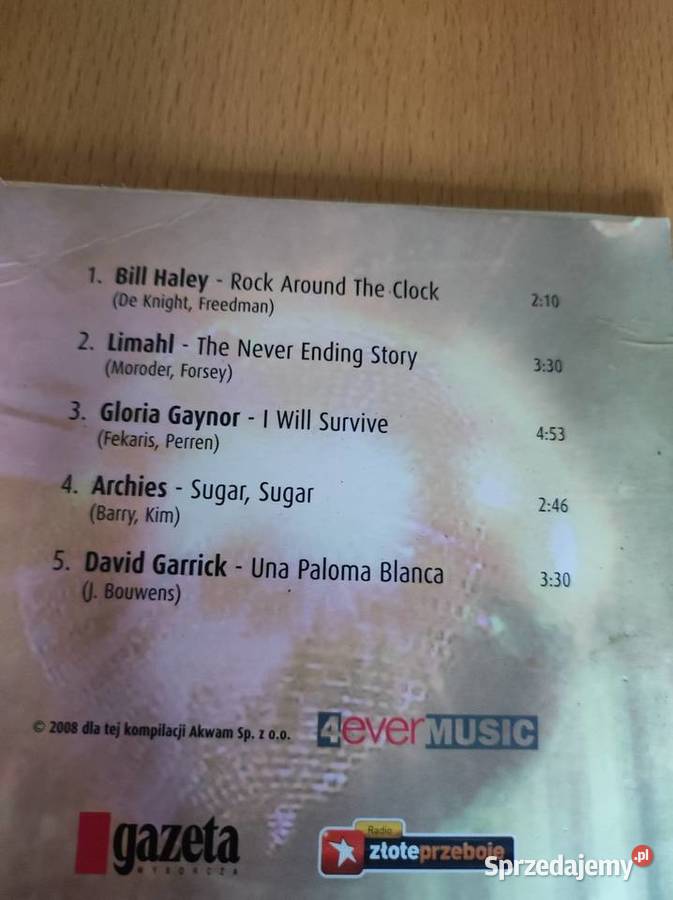 1. Bill Haley - Rock Around The Clock 2:10
(De Knight, Freedman)
2. Limahl - The Never Ending Story 3:30
(Moroder, Forsey)
3. Gloria Gaynor - I Will Survive 4:53
(Fekaris, Perren)
4. Archies - Sugar, Sugar 2:46
(Barry, Kim)
5. David Garrick - Una Paloma Blanca 3:30
(J. Bouwens)
© 2008 dla tej kompilacji Akwam Sp. z o.o. 4everMUSIC
gazeta
WYBORCZA
Radio
złoteprzeboje
Sprzedajemy.pl